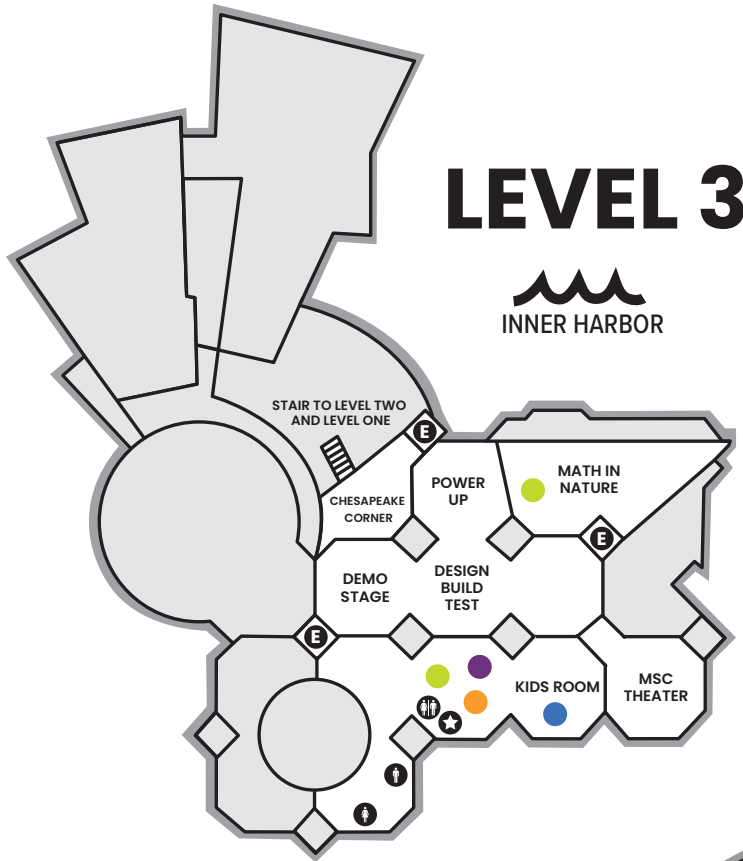 LEVEL 3
INNER HARBOR
STAIR TO LEVEL TWO
AND LEVEL ONE
E
POWER
UP
MATH IN
NATURE
CHESAPEAKE
CORNER
E
DEMO
STAGE
DESIGN
BUILD
TEST
E
KIDS ROOM
MSC
THEATER